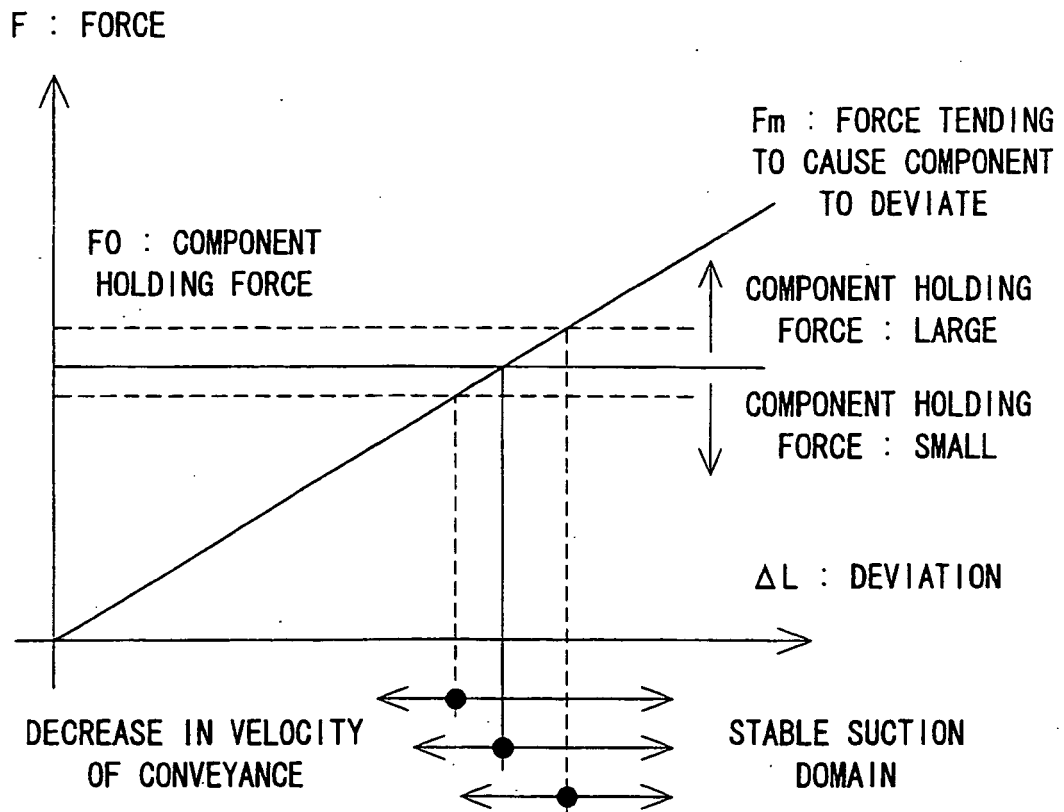 F : FORCE
Fm : FORCE TENDING
TO CAUSE COMPONENT
TO DEVIATE
FO : COMPONENT
HOLDING FORCE
COMPONENT HOLDING
FORCE : LARGE
COMPONENT HOLDING
FORCE : SMALL
ΔL : DEVIATION
DECREASE IN VELOCITY
OF CONVEYANCE
STABLE SUCTION
DOMAIN